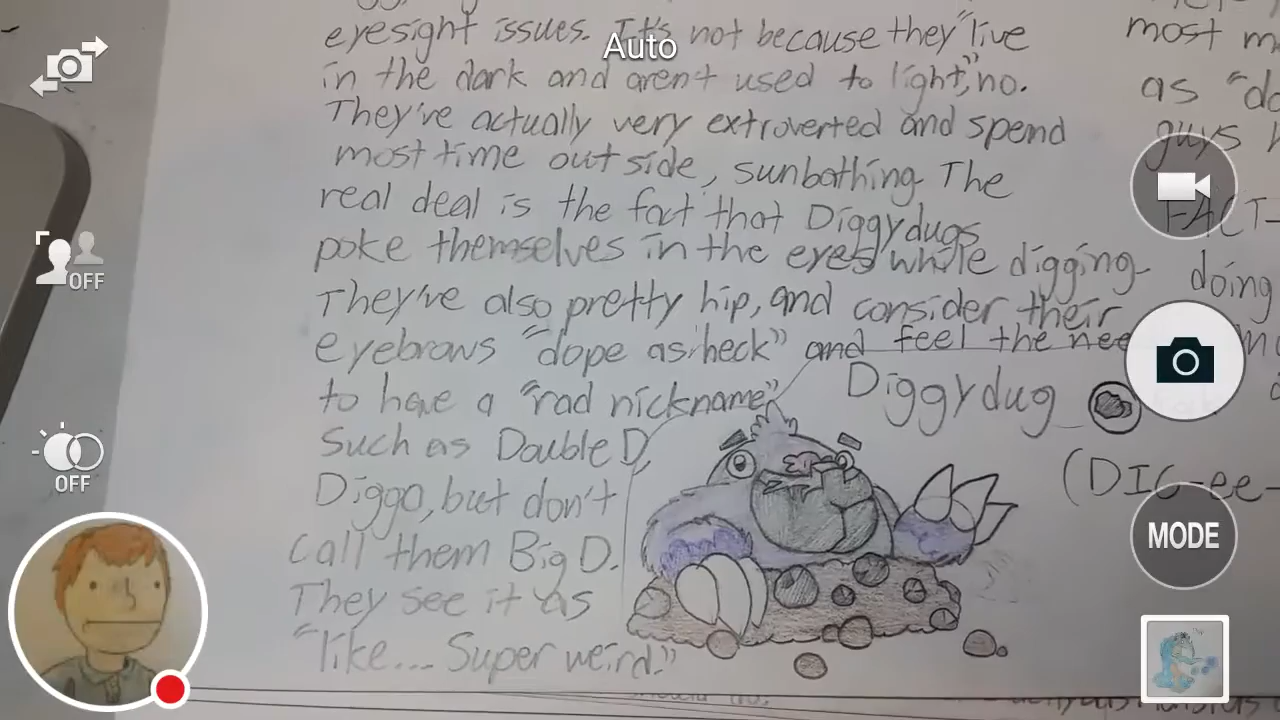 eyesight issues. It's not because they "live
in the dark and aren't used to light," no.
They've actually very extroverted and spend
most time outside, sunbathing. The
real deal is the fact that Diggydugs
poke themselves in the eyes while digging.
They've also pretty hip, and consider their
eyebrows "dope as heck" and feel the nee
to have a "rad nickname"
Such as Double D,
Diggo, but don't
call them Big D.
They see it as
"like... Super weird."
Diggydug
(DIG-ee-
most m
as "do
guys h
FACT-
doing
Auto
OFF
OFF
MODE